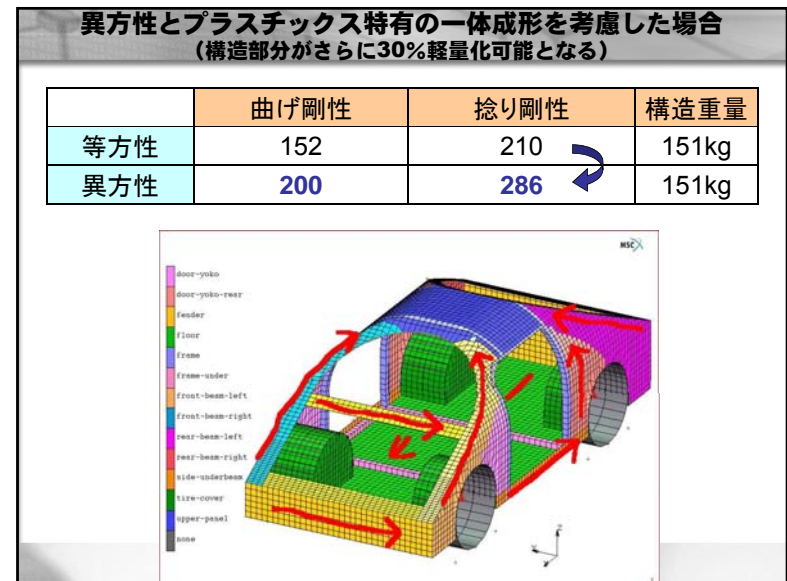 異方性とプラスチックス特有の一体成形を考慮した場合
（構造部分がさらに30%軽量化可能となる）
曲げ剛性 捻り剛性 構造重量
等方性 152 210 151kg
異方性 200 286 151kg
MSC
door-yoko
door-yoko-rear
fender
floor
frame
frame-under
front-beam-left
front-beam-right
rear-beam-left
rear-beam-right
side-underbeam
tire-cover
upper-panel
none